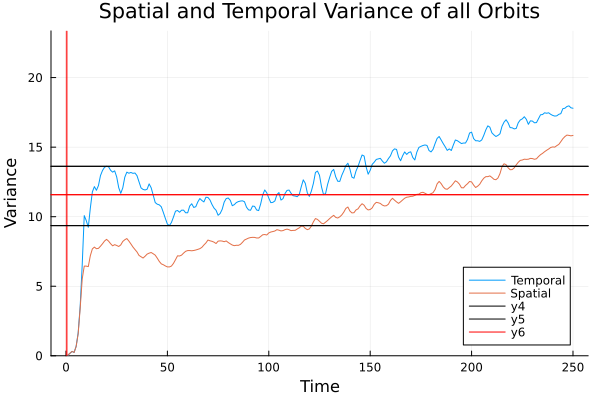 Spatial and Temporal Variance of all Orbits
Variance
20
15
10
5
0
Temporal
Spatial
y4
y5
y6
0
50
100
150
200
250
Time